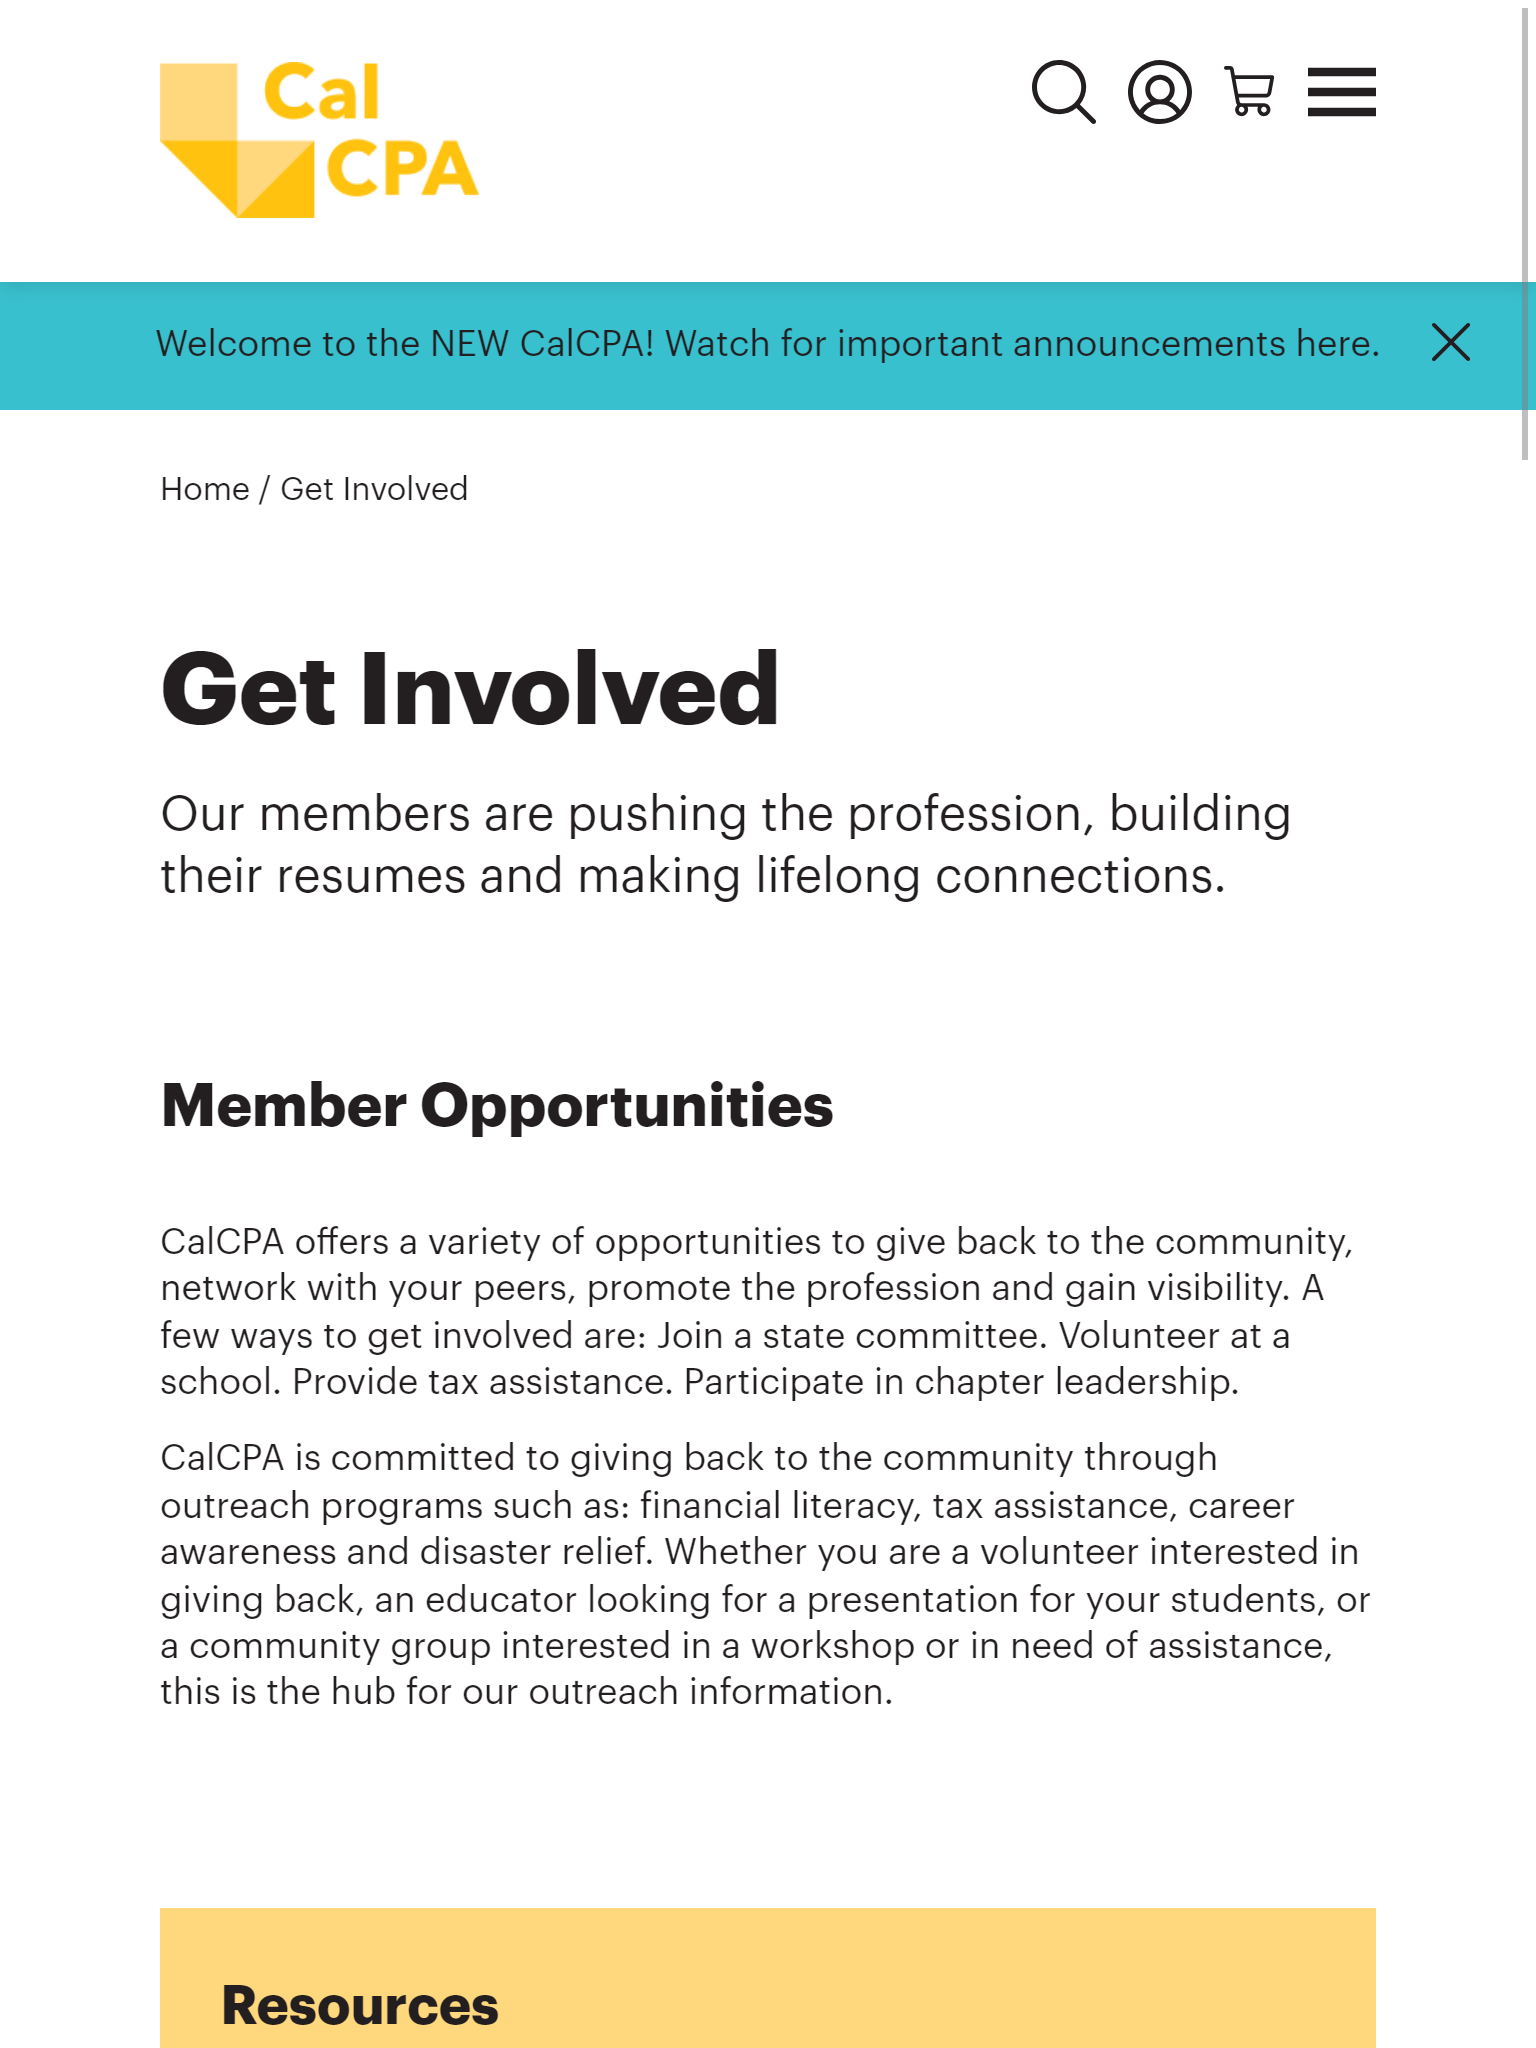 Cal
CPA
Welcome to the NEW CalCPA! Watch for important announcements here.
Home / Get Involved
Get Involved
Our members are pushing the profession, building
their resumes and making lifelong connections.
Member Opportunities
CalCPA offers a variety of opportunities to give back to the community,
network with your peers, promote the profession and gain visibility. A
few ways to get involved are: Join a state committee. Volunteer at a
school. Provide tax assistance. Participate in chapter leadership.
CalCPA is committed to giving back to the community through
outreach programs such as: financial literacy, tax assistance, career
awareness and disaster relief. Whether you are a volunteer interested in
giving back, an educator looking for a presentation for your students, or
a community group interested in a workshop or in need of assistance,
this is the hub for our outreach information.
Resources